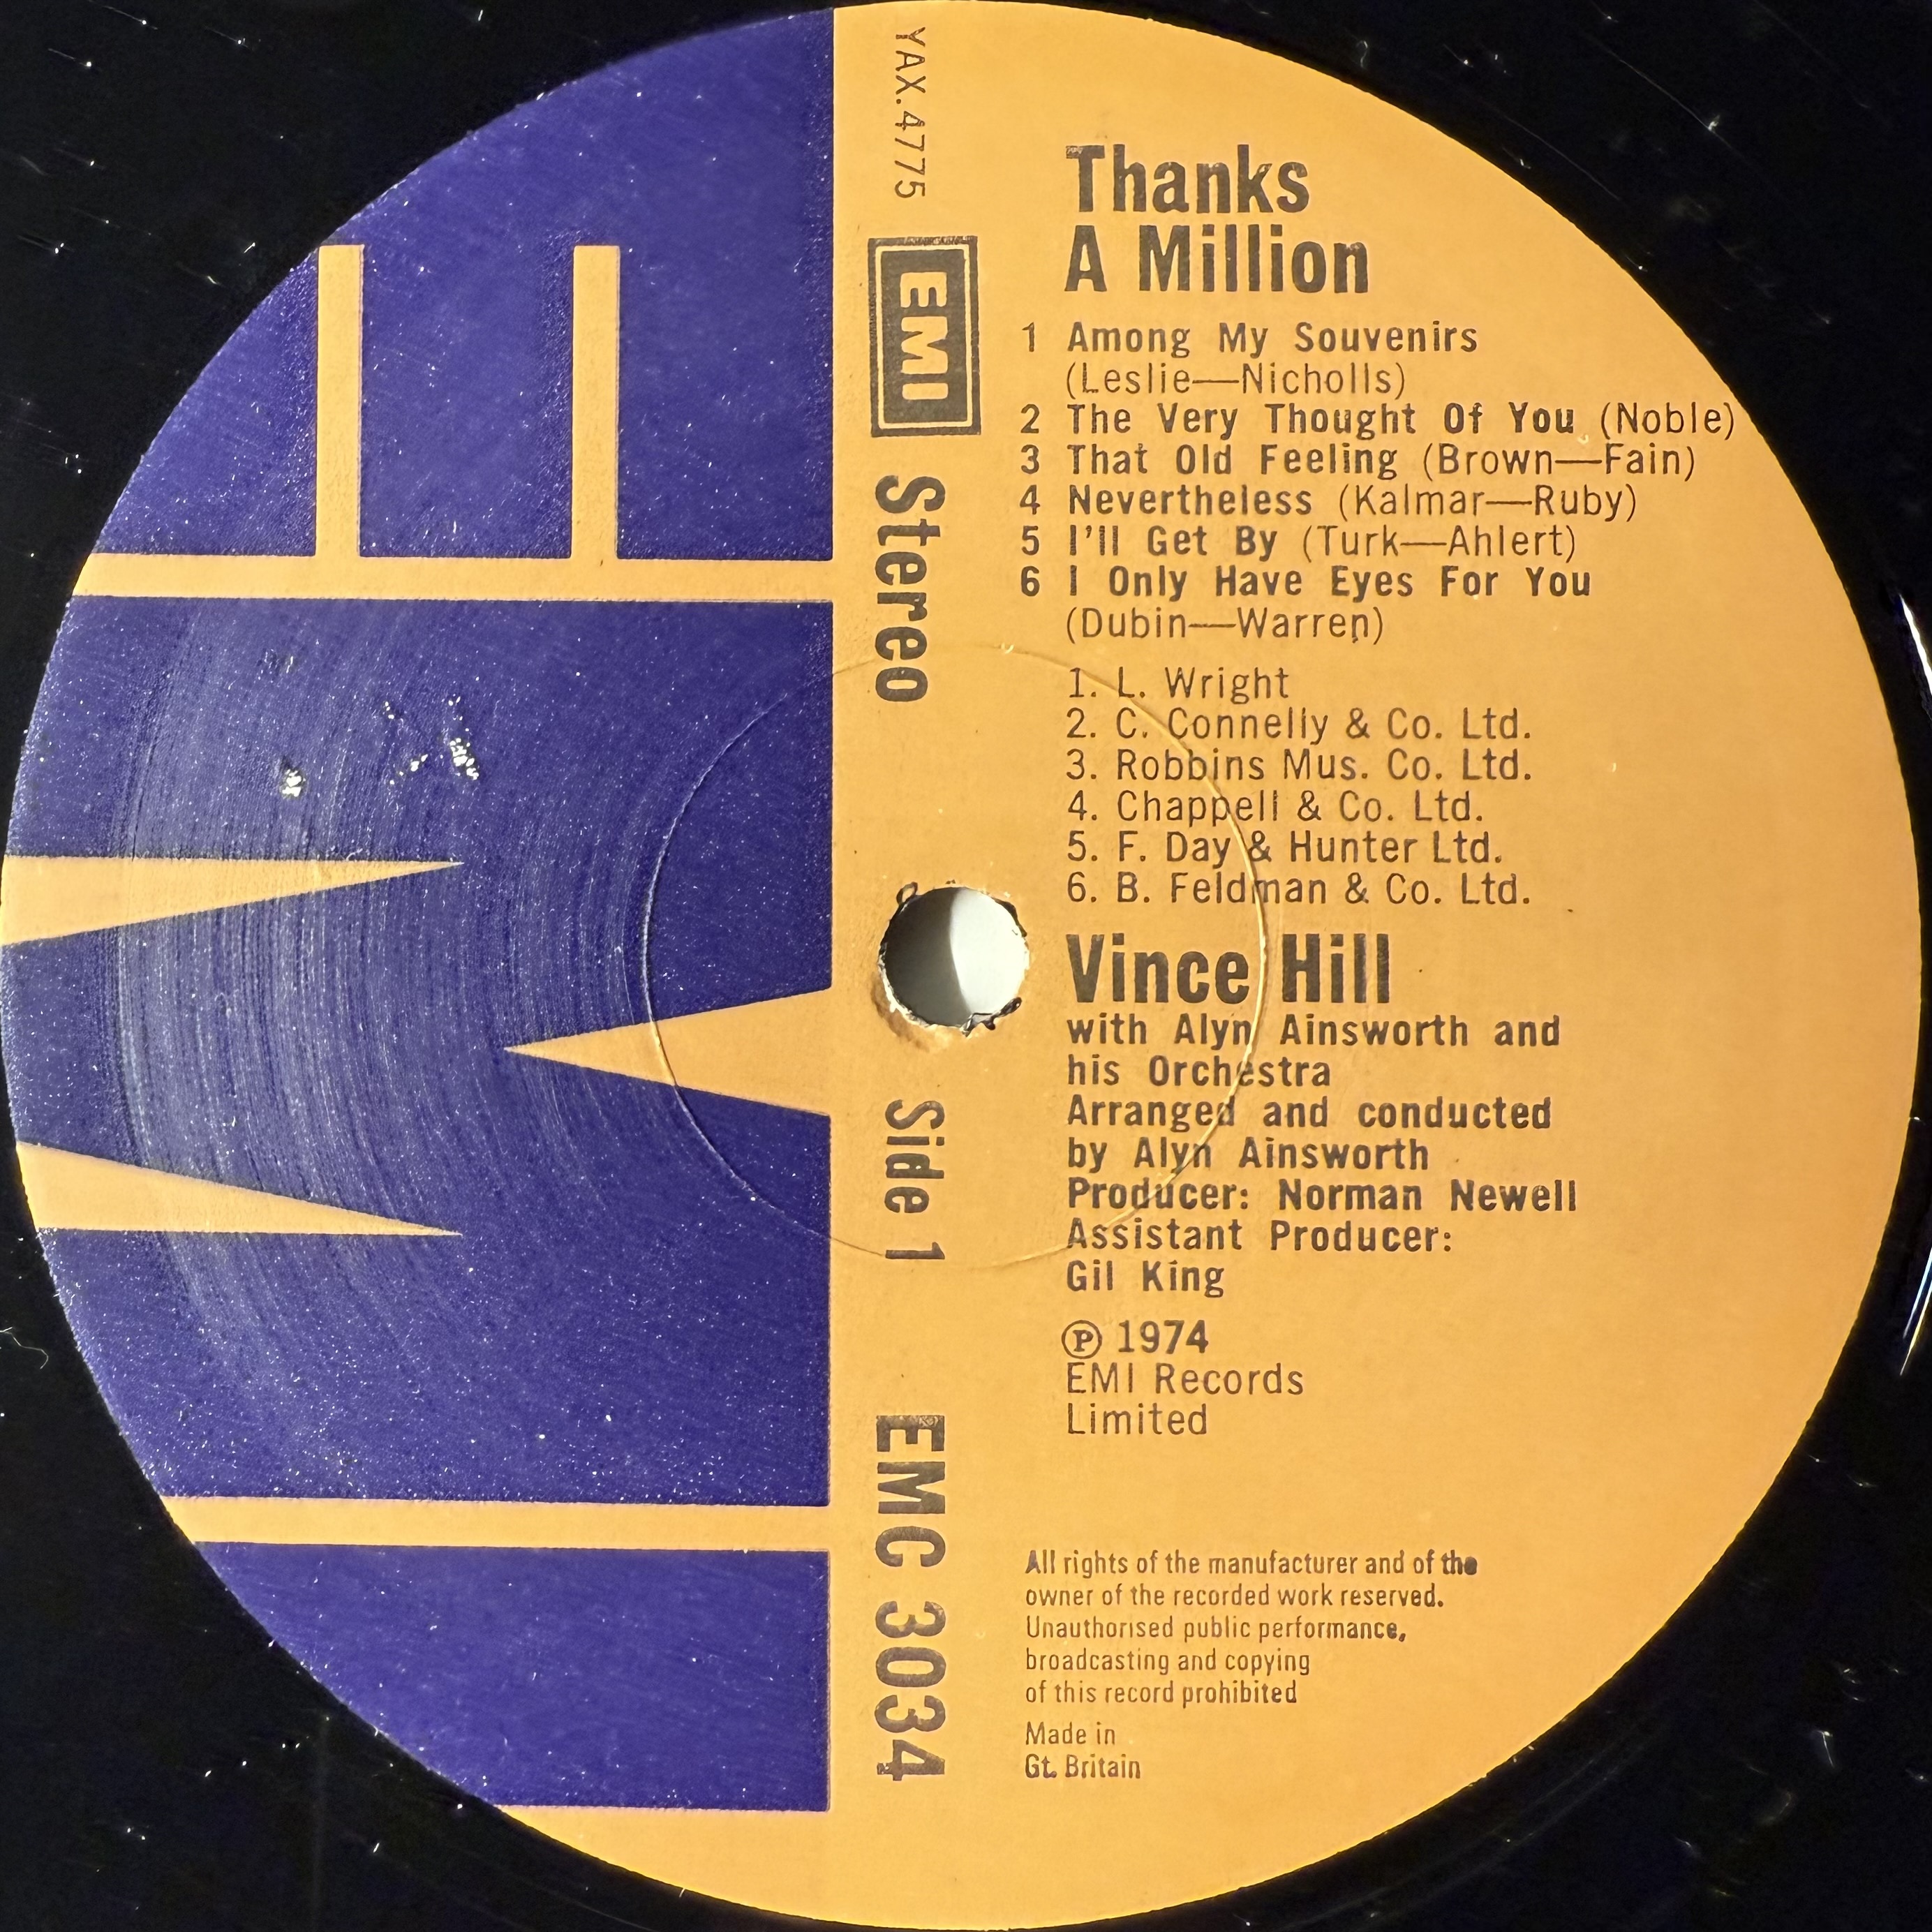 YAX.4775
EMI
Stereo
Side 1
EMC 3034
Thanks
A Million
1 Among My Souvenirs
(Leslie—Nicholls)
2 The Very Thought Of You (Noble)
3 That Old Feeling (Brown—Fain)
4 Nevertheless (Kalmar—Ruby)
5 I'll Get By (Turk—Ahlert)
6 I Only Have Eyes For You
(Dubin—Warren)
1. L. Wright
2. C. Connelly & Co. Ltd.
3. Robbins Mus. Co. Ltd.
4. Chappell & Co. Ltd.
5. F. Day & Hunter Ltd.
6. B. Feldman & Co. Ltd.
Vince Hill
with Alyn Ainsworth and
his Orchestra
Arranged and conducted
by Alyn Ainsworth
Producer: Norman Newell
Assistant Producer:
Gil King
℗ 1974
EMI Records
Limited
All rights of the manufacturer and of the
owner of the recorded work reserved.
Unauthorised public performance,
broadcasting and copying
of this record prohibited
Made in
Gt. Britain
EMI